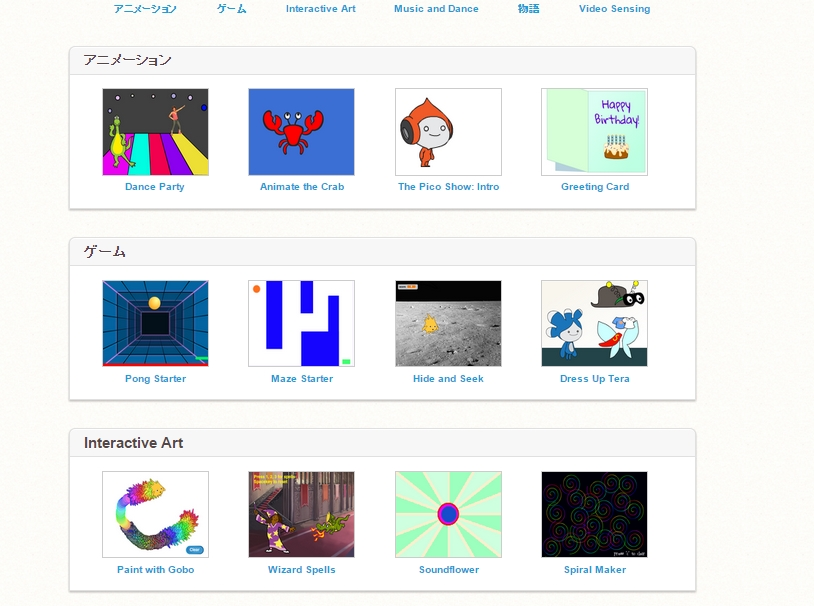 アニメーション ゲーム Interactive Art Music and Dance 物語 Video Sensing
アニメーション
Happy
Birthday!
Dance Party Animate the Crab The Pico Show: Intro Greeting Card
ゲーム
Pong Starter Maze Starter Hide and Seek Dress Up Tera
Interactive Art
Clear
Paint with Gobo Wizard Spells Soundflower Spiral Maker